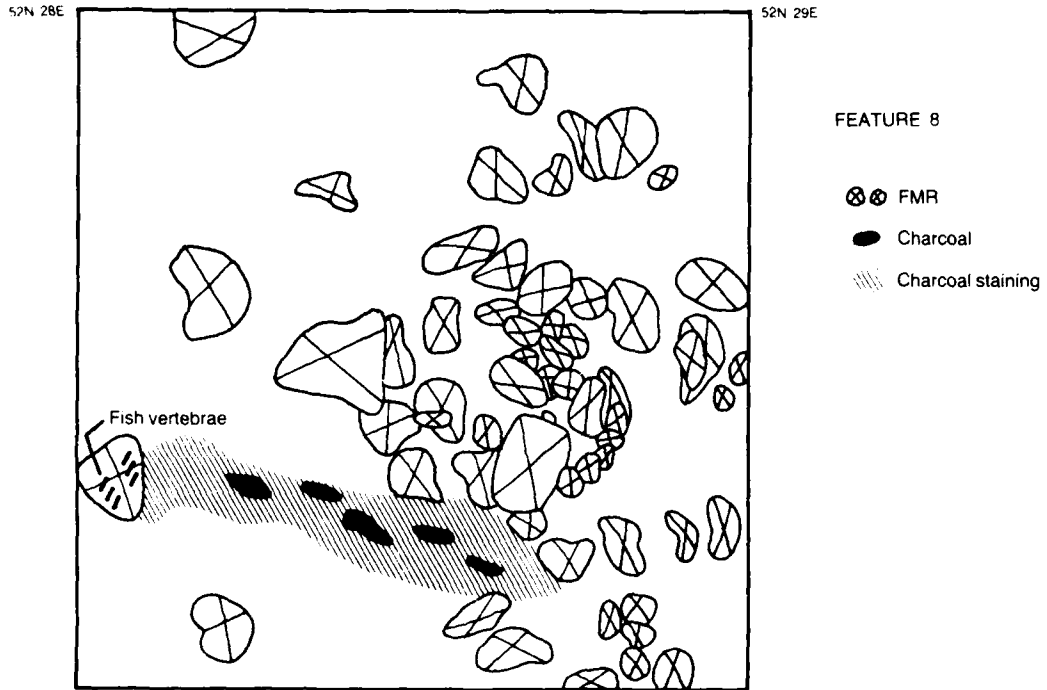 52N 28E
52N 29E
FEATURE 8
FMR
Charcoal
Charcoal staining
Fish vertebrae